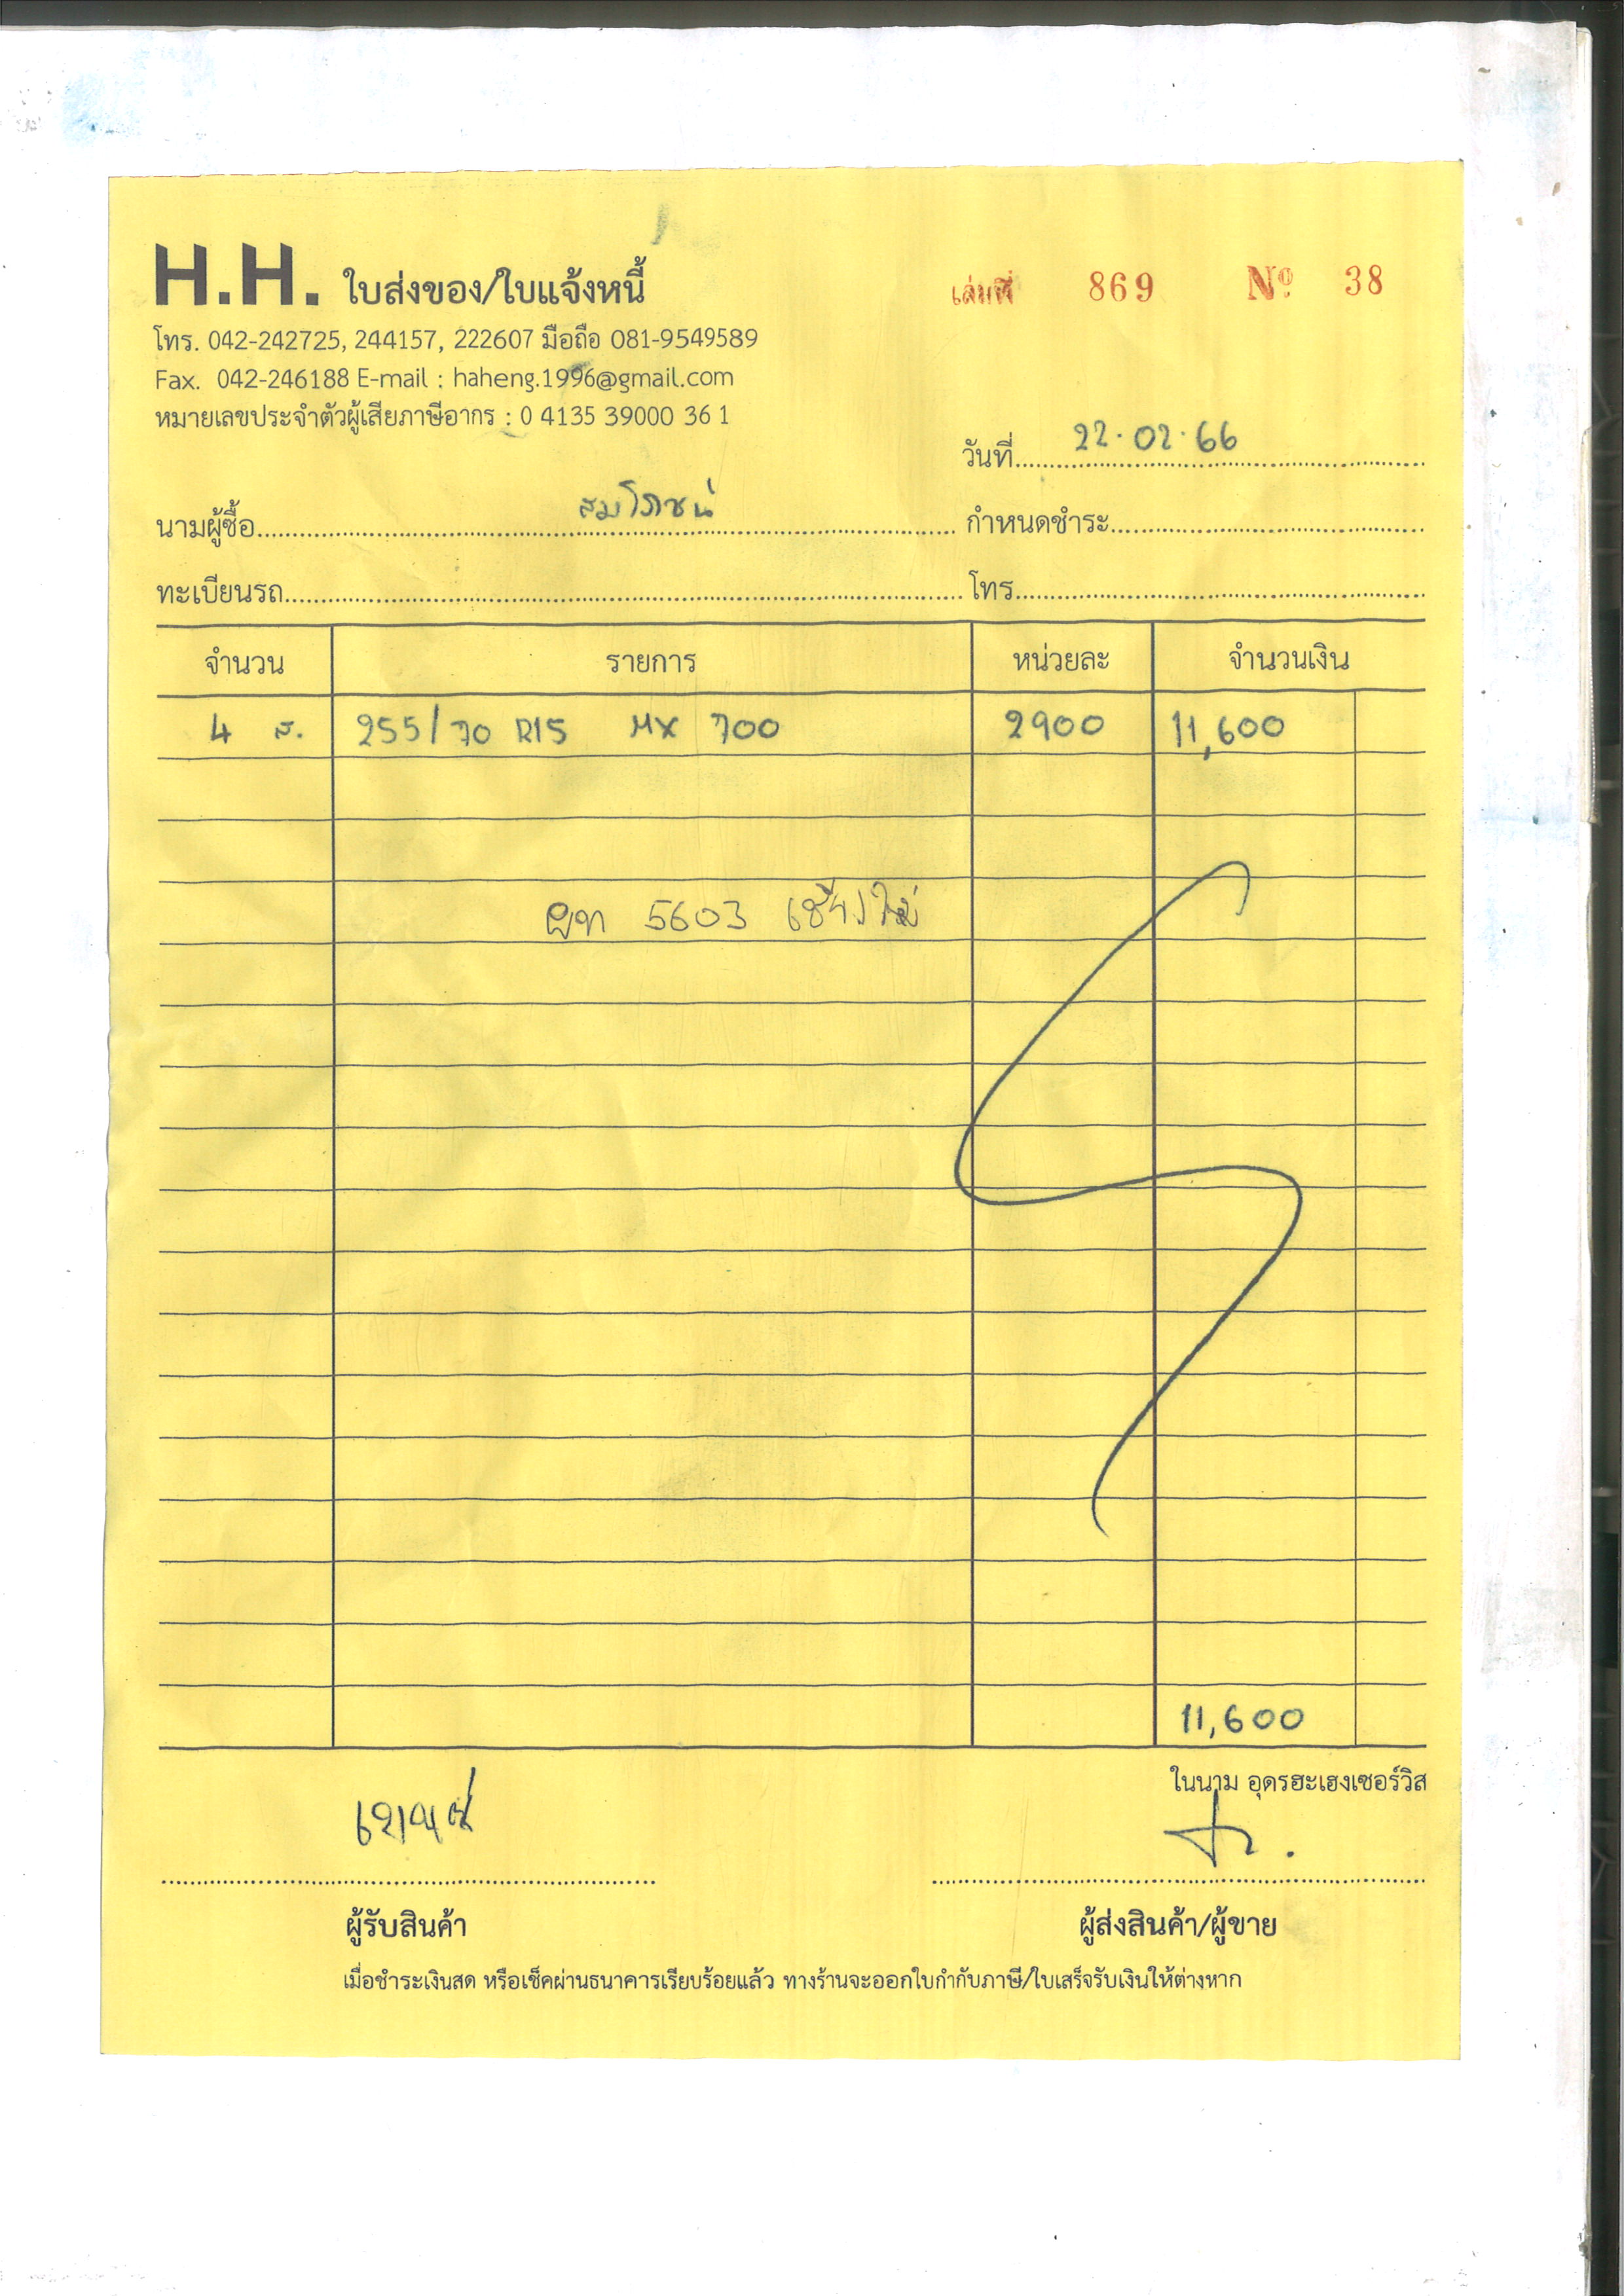 H.H. ใบส่งของ/ใบแจ้งหนี้
เล่มที่ 869 Nº 38
โทร. 042-242725, 244157, 222607 มือถือ 081-9549589
Fax. 042-246188 E-mail : haheng.1996@gmail.com
หมายเลขประจำตัวผู้เสียภาษีอากร : 0 4135 39000 36 1
วันที่ 22.02.66
นามผู้ซื้อ สมโภชน์ กำหนดชำระ
ทะเบียนรถ โทร
จำนวน รายการ หน่วยละ จำนวนเงิน
4 ส. 255/70 R15 MX 700 2900 11,600
5603 เชียงใหม่
11,600
ในนาม อุดรฮะเฮงเซอร์วิส
ผู้รับสินค้า ผู้ส่งสินค้า/ผู้ขาย
เมื่อชำระเงินสด หรือเช็คผ่านธนาคารเรียบร้อยแล้ว ทางร้านจะออกใบกำกับภาษี/ใบเสร็จรับเงินให้ต่างหาก